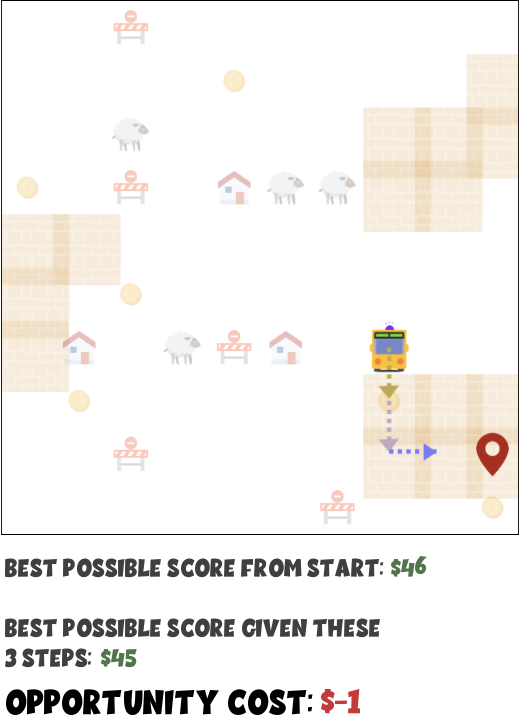 BEST POSSIBLE SCORE FROM START: $46
BEST POSSIBLE SCORE GIVEN THESE
3 STEPS: $45
OPPORTUNITY COST: $-1